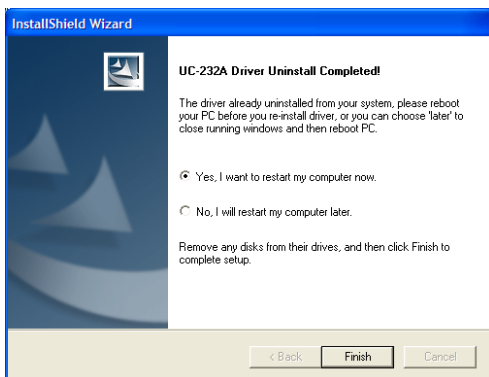 InstallShield Wizard
UC-232A Driver Uninstall Completed!
The driver already uninstalled from your system, please reboot
your PC before you re-install driver, or you can choose 'later' to
close running windows and then reboot PC.
Yes, I want to restart my computer now.
No, I will restart my computer later.
Remove any disks from their drives, and then click Finish to
complete setup.
< Back Finish Cancel